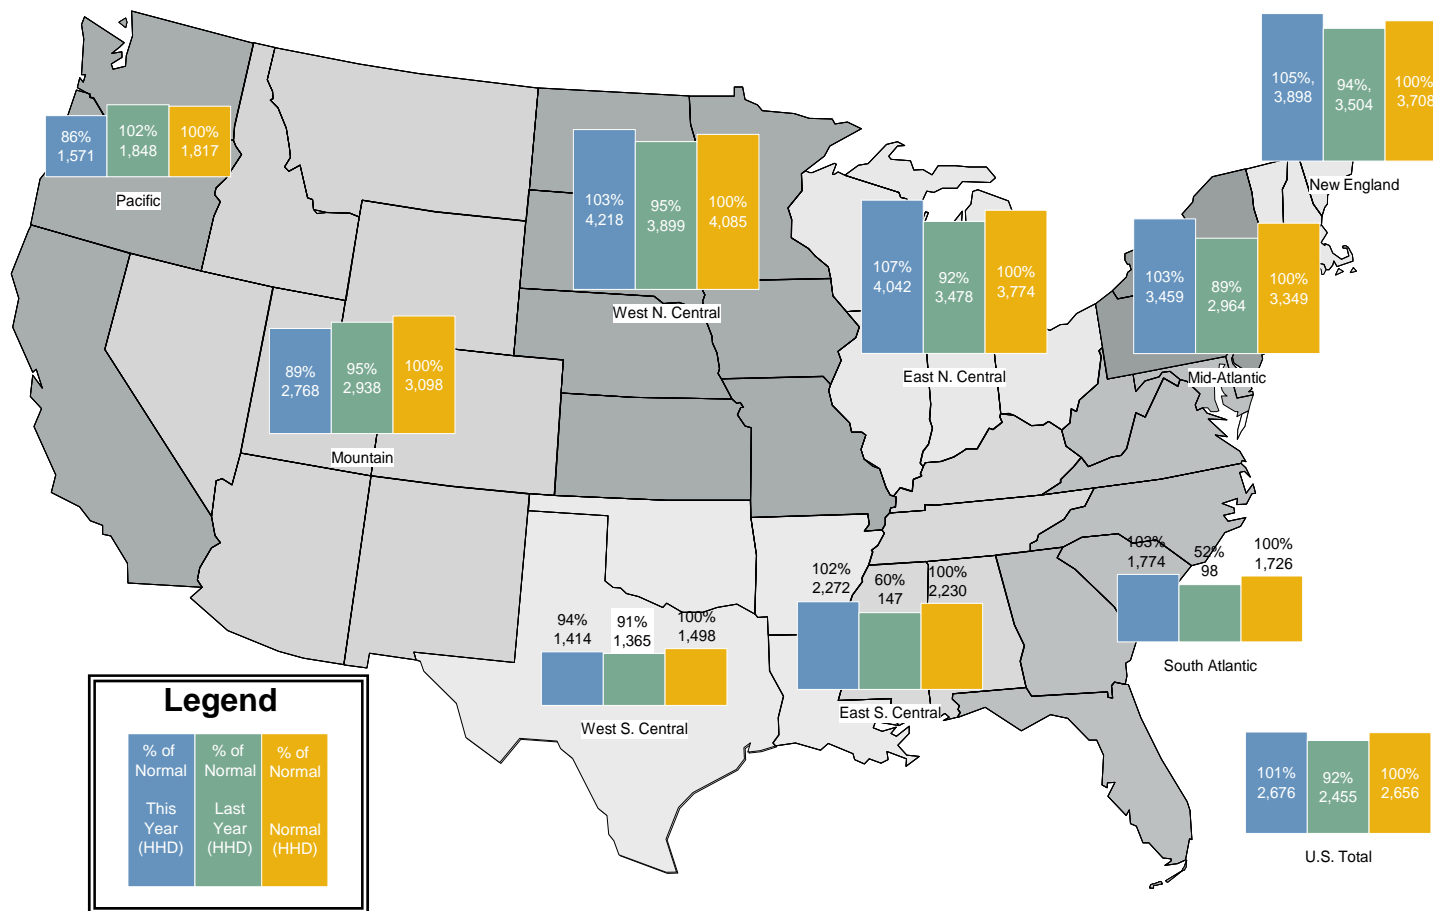 105%,
3,898
94%,
3,504
100%
3,708
New England
86%
1,571
102%
1,848
100%
1,817
Pacific
103%
4,218
95%
3,899
100%
4,085
West N. Central
107%
4,042
92%
3,478
100%
3,774
East N. Central
103%
3,459
89%
2,964
100%
3,349
Mid-Atlantic
89%
2,768
95%
2,938
100%
3,098
Mountain
94%
1,414
91%
1,365
100%
1,498
West S. Central
102%
2,272
60%
147
100%
2,230
East S. Central
103%
1,774
52%
98
100%
1,726
South Atlantic
101%
2,676
92%
2,455
100%
2,656
U.S. Total
Legend
% of
Normal
This
Year
(HHD)
% of
Normal
Last
Year
(HHD)
% of
Normal
Normal
(HHD)